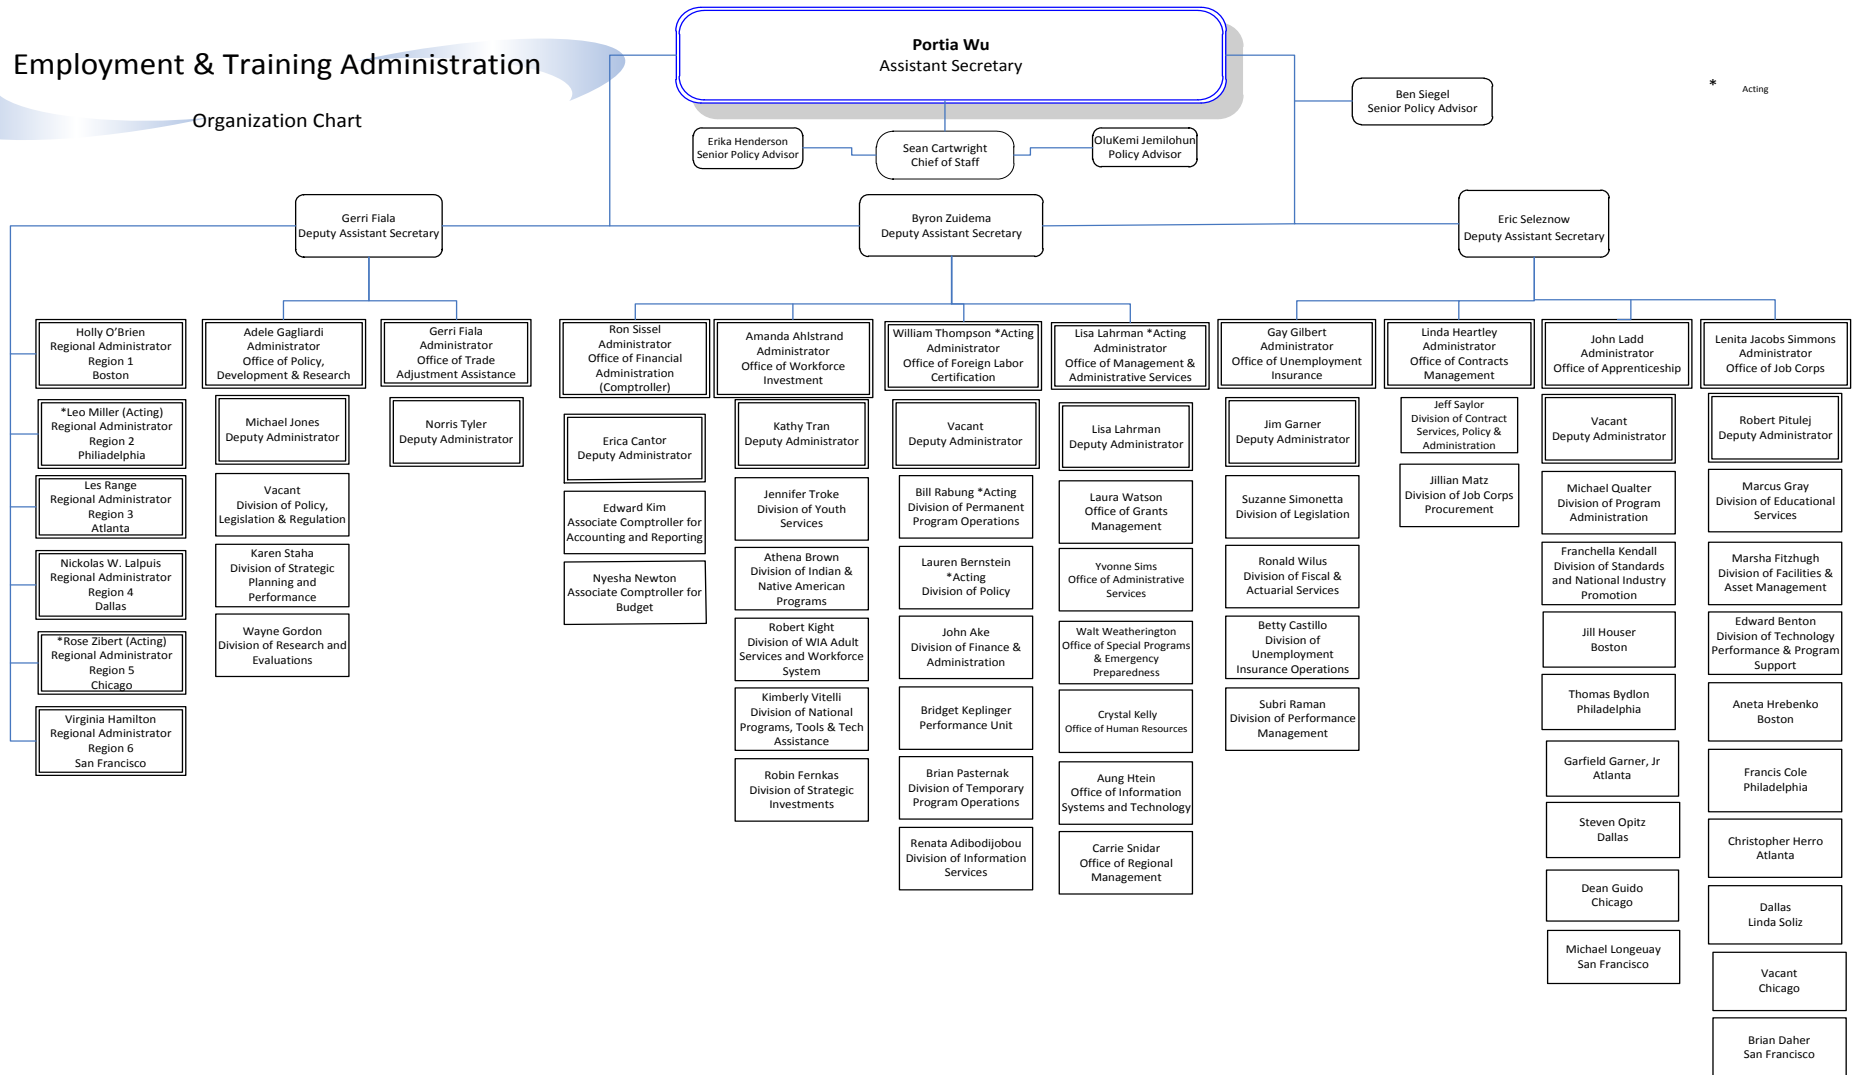 Employment & Training Administration
Organization Chart
Portia Wu
Assistant Secretary
* Acting
Ben Siegel
Senior Policy Advisor
Erika Henderson
Senior Policy Advisor
Sean Cartwright
Chief of Staff
OluKemi Jemilohun
Policy Advisor
Gerri Fiala
Deputy Assistant Secretary
Byron Zuidema
Deputy Assistant Secretary
Eric Seleznow
Deputy Assistant Secretary
Holly O’Brien
Regional Administrator
Region 1
Boston
*Leo Miller (Acting)
Regional Administrator
Region 2
Philiadelphia
Les Range
Regional Administrator
Region 3
Atlanta
Nickolas W. Lalpuis
Regional Administrator
Region 4
Dallas
*Rose Zibert (Acting)
Regional Administrator
Region 5
Chicago
Virginia Hamilton
Regional Administrator
Region 6
San Francisco
Adele Gagliardi
Administrator
Office of Policy,
Development & Research
Michael Jones
Deputy Administrator
Vacant
Division of Policy,
Legislation & Regulation
Karen Staha
Division of Strategic
Planning and
Performance
Wayne Gordon
Division of Research and
Evaluations
Gerri Fiala
Administrator
Office of Trade
Adjustment Assistance
Norris Tyler
Deputy Administrator
Ron Sissel
Administrator
Office of Financial
Administration
(Comptroller)
Erica Cantor
Deputy Administrator
Edward Kim
Associate Comptroller for
Accounting and Reporting
Nyesha Newton
Associate Comptroller for
Budget
Amanda Ahlstrand
Administrator
Office of Workforce
Investment
Kathy Tran
Deputy Administrator
Jennifer Troke
Division of Youth
Services
Athena Brown
Division of Indian &
Native American
Programs
Robert Kight
Division of WIA Adult
Services and Workforce
System
Kimberly Vitelli
Division of National
Programs, Tools & Tech
Assistance
Robin Fernkas
Division of Strategic
Investments
William Thompson *Acting
Administrator
Office of Foreign Labor
Certification
Vacant
Deputy Administrator
Bill Rabung *Acting
Division of Permanent
Program Operations
Lauren Bernstein
*Acting
Division of Policy
John Ake
Division of Finance &
Administration
Bridget Keplinger
Performance Unit
Brian Pasternak
Division of Temporary
Program Operations
Renata Adibodijobou
Division of Information
Services
Lisa Lahrman *Acting
Administrator
Office of Management &
Administrative Services
Lisa Lahrman
Deputy Administrator
Laura Watson
Office of Grants
Management
Yvonne Sims
Office of Administrative
Services
Walt Weatherington
Office of Special Programs
& Emergency
Preparedness
Crystal Kelly
Office of Human Resources
Aung Htein
Office of Information
Systems and Technology
Carrie Snidar
Office of Regional
Management
Gay Gilbert
Administrator
Office of Unemployment
Insurance
Jim Garner
Deputy Administrator
Suzanne Simonetta
Division of Legislation
Ronald Wilus
Division of Fiscal &
Actuarial Services
Betty Castillo
Division of
Unemployment
Insurance Operations
Subri Raman
Division of Performance
Management
Linda Heartley
Administrator
Office of Contracts
Management
Jeff Saylor
Division of Contract
Services, Policy &
Administration
Jillian Matz
Division of Job Corps
Procurement
John Ladd
Administrator
Office of Apprenticeship
Vacant
Deputy Administrator
Michael Qualter
Division of Program
Administration
Franchella Kendall
Division of Standards
and National Industry
Promotion
Jill Houser
Boston
Thomas Bydlon
Philadelphia
Garfield Garner, Jr
Atlanta
Steven Opitz
Dallas
Dean Guido
Chicago
Michael Longeuay
San Francisco
Lenita Jacobs Simmons
Administrator
Office of Job Corps
Robert Pitulej
Deputy Administrator
Marcus Gray
Division of Educational
Services
Marsha Fitzhugh
Division of Facilities &
Asset Management
Edward Benton
Division of Technology
Performance & Program
Support
Aneta Hrebenko
Boston
Francis Cole
Philadelphia
Christopher Herro
Atlanta
Dallas
Linda Soliz
Vacant
Chicago
Brian Daher
San Francisco